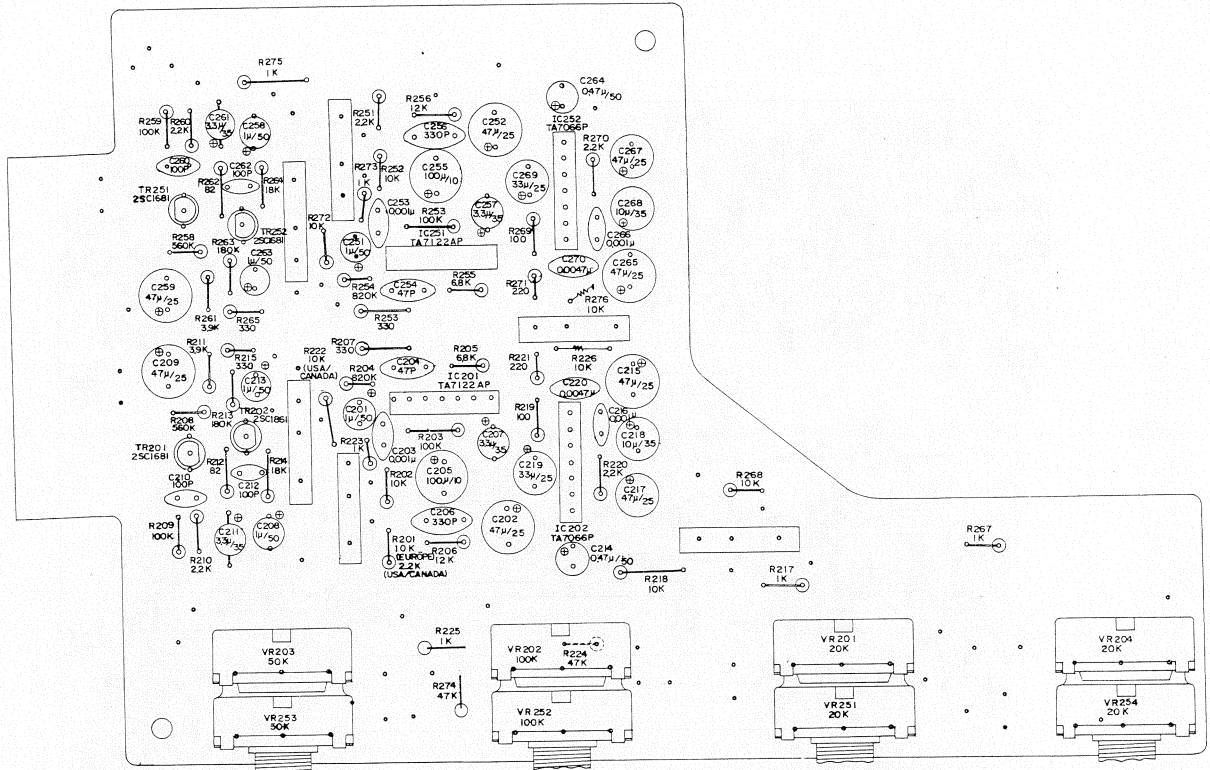 R275
1K
C264
0.47µ/50
R256
12K
R259
100K
R260
2.2K
C261
3.3µ/35
C258
1µ/50
R251
2.2K
C256
330P
C252
47µ/25
IC252
TA7066P
R270
2.2K
C267
47µ/25
C260
100P
C262
100P
R262
82
R264
18K
R273
1K
R252
10K
C255
100µ/10
C269
33µ/25
TR251
2SC1681
TR252
2SC1681
R272
10K
C253
0.001µ
R253
100K
C257
3.3µ/35
C268
10µ/35
R269
100
C266
0.001µ
R258
560K
R263
180K
C263
1µ/50
C251
1µ/50
IC251
TA7122AP
C270
0.0047µ
C265
47µ/25
C259
47µ/25
R254
820K
C254
47P
R255
6.8K
R271
220
R276
10K
R261
3.9K
R265
330
R253
330
R211
3.9K
R215
330
R222
10K
(USA/
CANADA)
R207
330
R204
820K
C204
47P
R205
6.8K
R221
220
R226
10K
C209
47µ/25
C213
1µ/50
IC201
TA7122AP
C220
0.0047µ
C215
47µ/25
R208
560K
R213
180K
TR202
2SC1861
C201
1µ/50
R219
100
C216
0.001µ
TR201
2SC1681
R223
1K
C203
0.001µ
R203
100K
C207
3.3µ/35
C218
10µ/35
R212
82
C212
100P
R214
18K
R202
10K
C205
100µ/10
C219
33µ/25
R220
2.2K
C217
47µ/25
R268
10K
C210
100P
R209
100K
R210
2.2K
C211
3.3µ/35
C208
1µ/50
C206
330P
C202
47µ/25
IC202
TA7066P
R201
10K
(EUROPE)
2.2K
(USA/CANADA)
R206
12K
C214
0.47µ/50
R218
10K
R217
1K
R267
1K
R225
1K
VR203
50K
VR202
100K
R224
47K
VR201
20K
VR204
20K
R274
47K
VR253
50K
VR252
100K
VR251
20K
VR254
20K